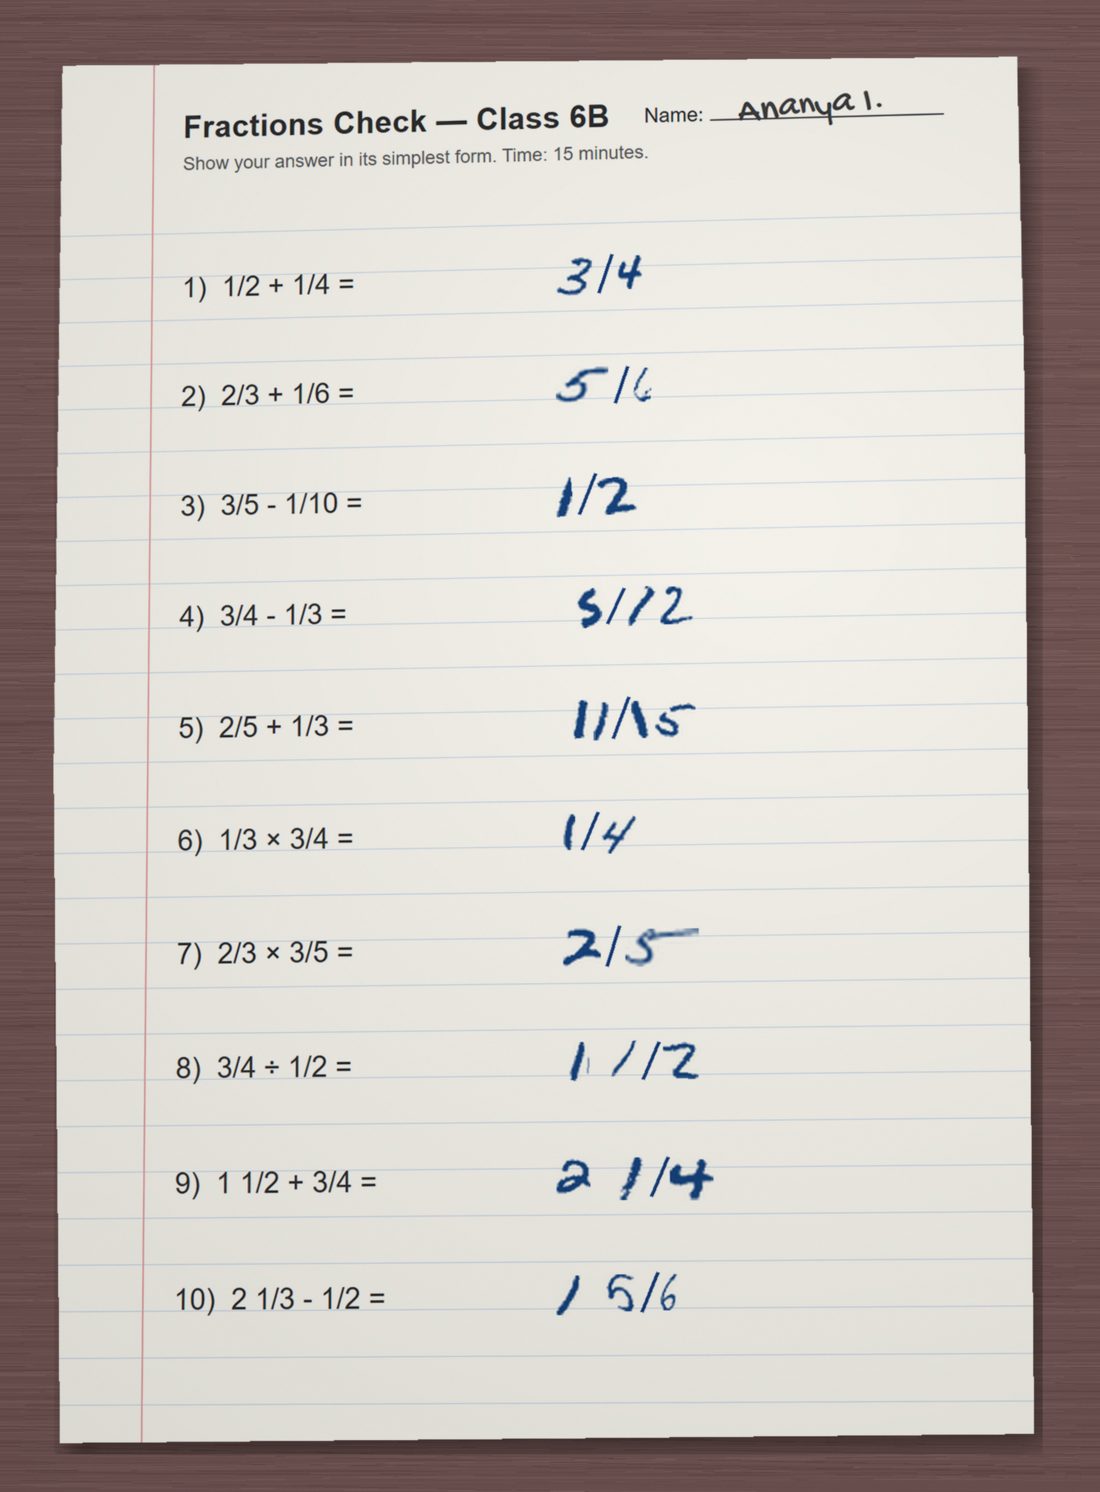 Fractions Check — Class 6B Name: Ananya I.
Show your answer in its simplest form. Time: 15 minutes.
1) 1/2 + 1/4 = 3/4
2) 2/3 + 1/6 = 5/6
3) 3/5 - 1/10 = 1/2
4) 3/4 - 1/3 = 5/12
5) 2/5 + 1/3 = 11/15
6) 1/3 × 3/4 = 1/4
7) 2/3 × 3/5 = 2/5
8) 3/4 ÷ 1/2 = 1 1/2
9) 1 1/2 + 3/4 = 2 1/4
10) 2 1/3 - 1/2 = 1 5/6